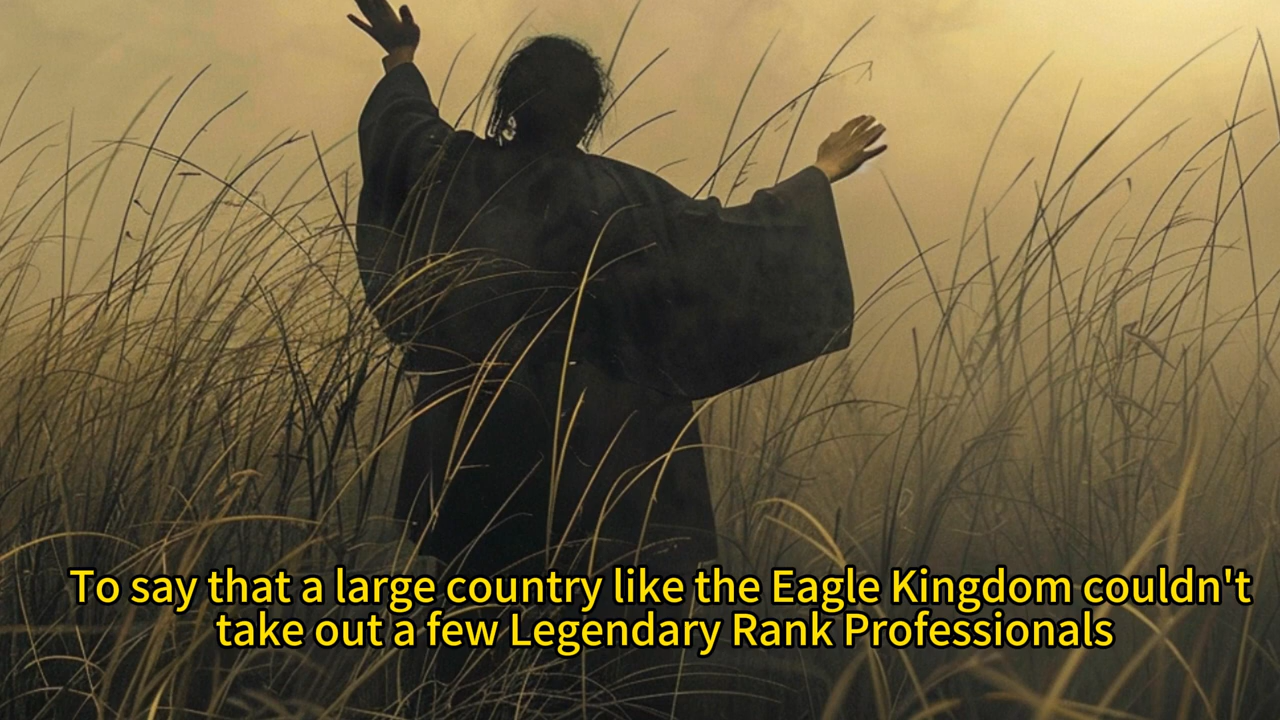 To say that a large country like the Eagle Kingdom couldn't
take out a few Legendary Rank Professionals